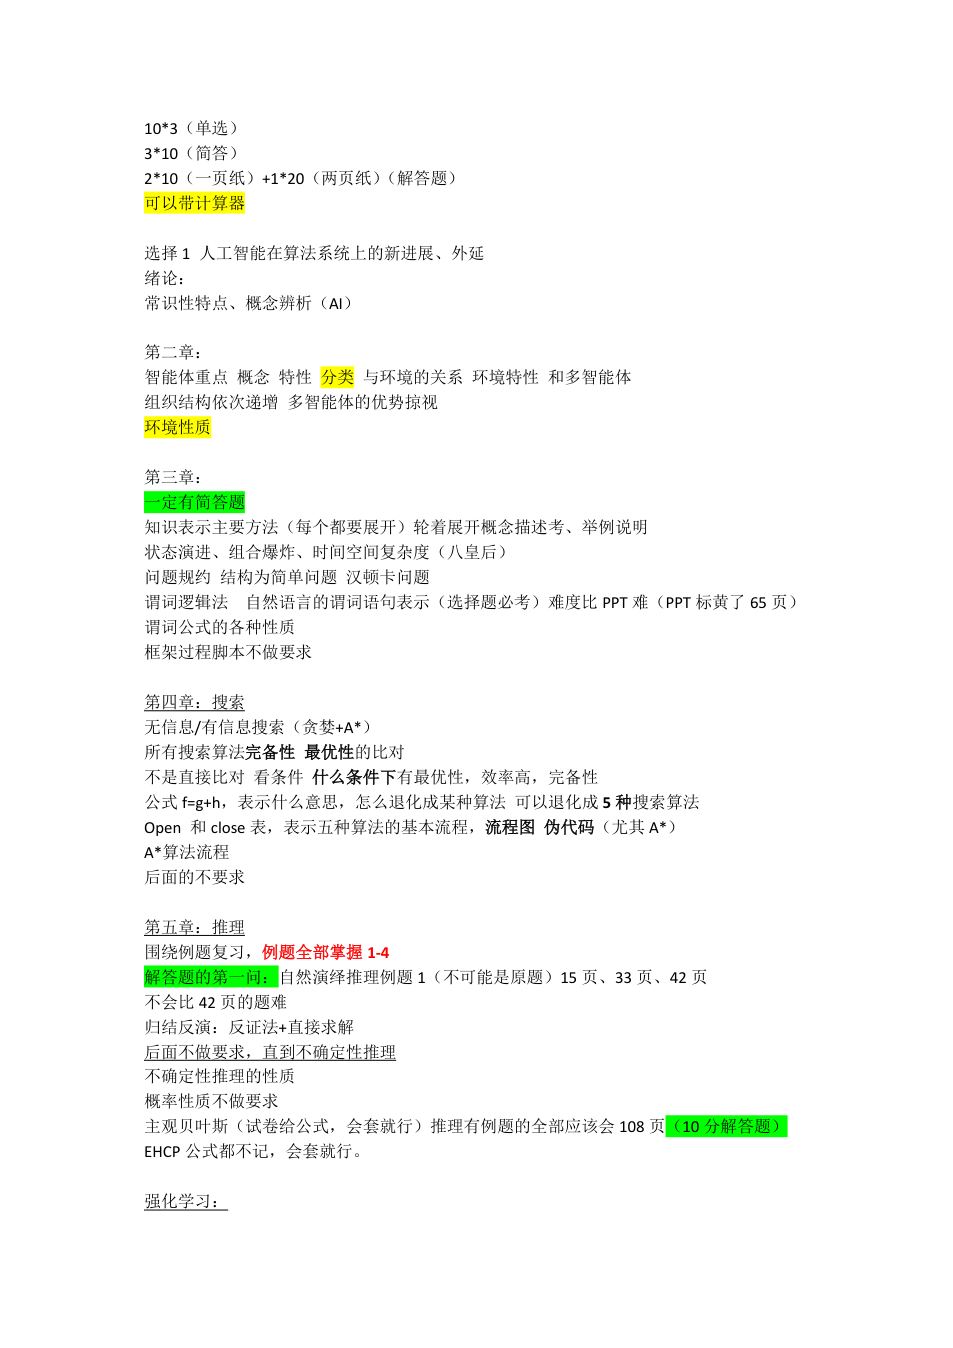 10*3（单选）
3*10（简答）
2*10（一页纸）+1*20（两页纸）（解答题）
可以带计算器
选择 1 人工智能在算法系统上的新进展、外延
绪论：
常识性特点、概念辨析（AI）
第二章：
智能体重点 概念 特性 分类 与环境的关系 环境特性 和多智能体
组织结构依次递增 多智能体的优势掠视
环境性质
第三章：
一定有简答题
知识表示主要方法（每个都要展开）轮着展开概念描述考、举例说明
状态演进、组合爆炸、时间空间复杂度（八皇后）
问题规约 结构为简单问题 汉顿卡问题
谓词逻辑法 自然语言的谓词语句表示（选择题必考）难度比 PPT 难（PPT 标黄了 65 页）
谓词公式的各种性质
框架过程脚本不做要求
第四章：搜索
无信息/有信息搜索（贪婪+A*）
所有搜索算法完备性 最优性的比对
不是直接比对 看条件 什么条件下有最优性，效率高，完备性
公式 f=g+h，表示什么意思，怎么退化成某种算法 可以退化成 5 种搜索算法
Open 和 close 表，表示五种算法的基本流程，流程图 伪代码（尤其 A*）
A*算法流程
后面的不要求
第五章：推理
围绕例题复习，例题全部掌握 1-4
解答题的第一问：自然演绎推理例题 1（不可能是原题）15 页、33 页、42 页
不会比 42 页的题难
归结反演：反证法+直接求解
后面不做要求，直到不确定性推理
不确定性推理的性质
概率性质不做要求
主观贝叶斯（试卷给公式，会套就行）推理有例题的全部应该会 108 页（10 分解答题）
EHCP 公式都不记，会套就行。
强化学习：